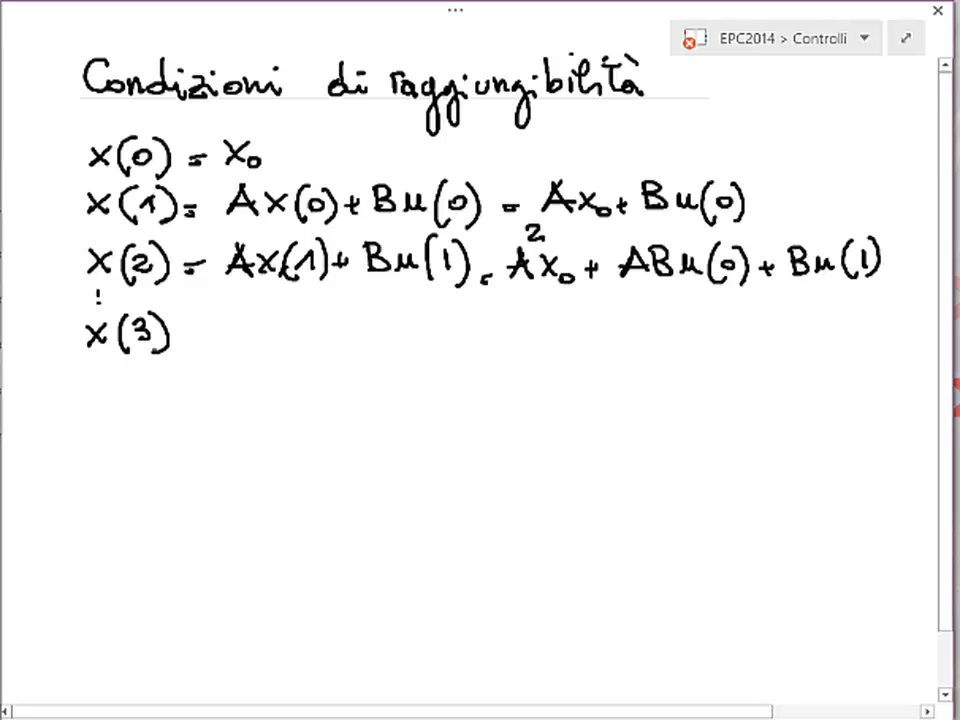 EPC2014 > Controlli
Condizioni di raggiungibilità
x(0) = x₀
x(1) = Ax(0) + Bu(0) = Ax₀ + Bu(0)
x(2) = Ax(1) + Bu(1) = A²x₀ + ABu(0) + Bu(1)
⋮
x(3)